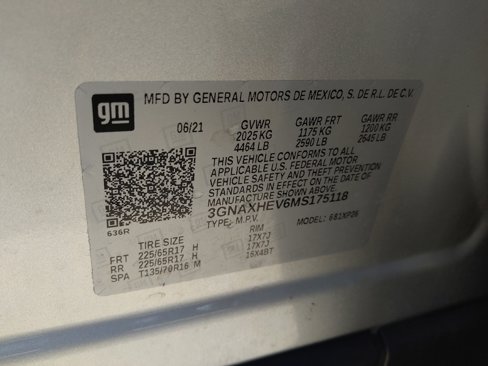 gm
MFD BY GENERAL MOTORS DE MEXICO, S. DE R.L. DE C.V.
06/21 GVWR GAWR FRT GAWR RR
2025 KG 1175 KG 1200 KG
4464 LB 2590 LB 2645 LB
THIS VEHICLE CONFORMS TO ALL
APPLICABLE U.S. FEDERAL MOTOR
VEHICLE SAFETY AND THEFT PREVENTION
STANDARDS IN EFFECT ON THE DATE OF
MANUFACTURE SHOWN ABOVE.
3GNAXHEV6MS175118
TYPE: M.P.V. MODEL: 681XP26
636R
TIRE SIZE RIM
FRT 225/65R17 H 17X7J
RR 225/65R17 H 17X7J
SPA T135/70R16 M 16X4BT